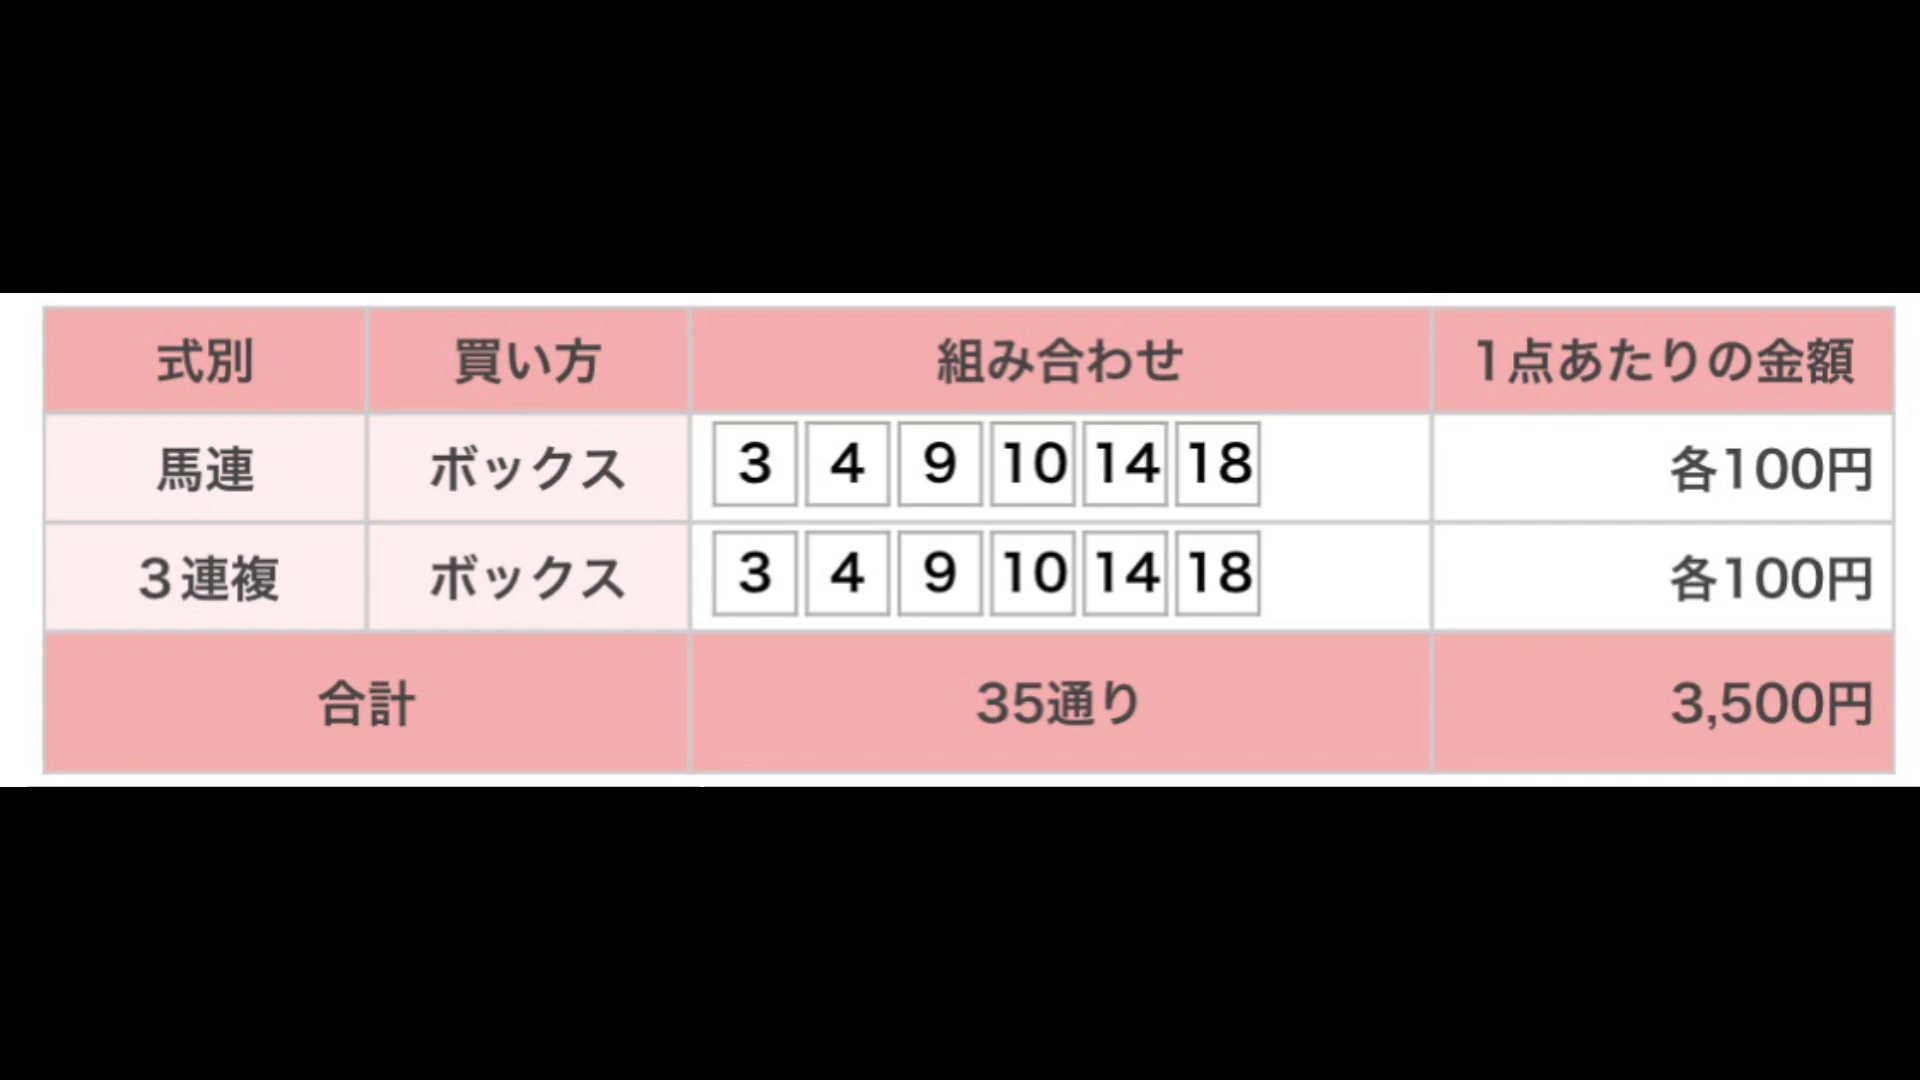 式別 買い方 組み合わせ 1点あたりの金額
馬連 ボックス 3 4 9 10 14 18 各100円
３連複 ボックス 3 4 9 10 14 18 各100円
合計 35通り 3,500円